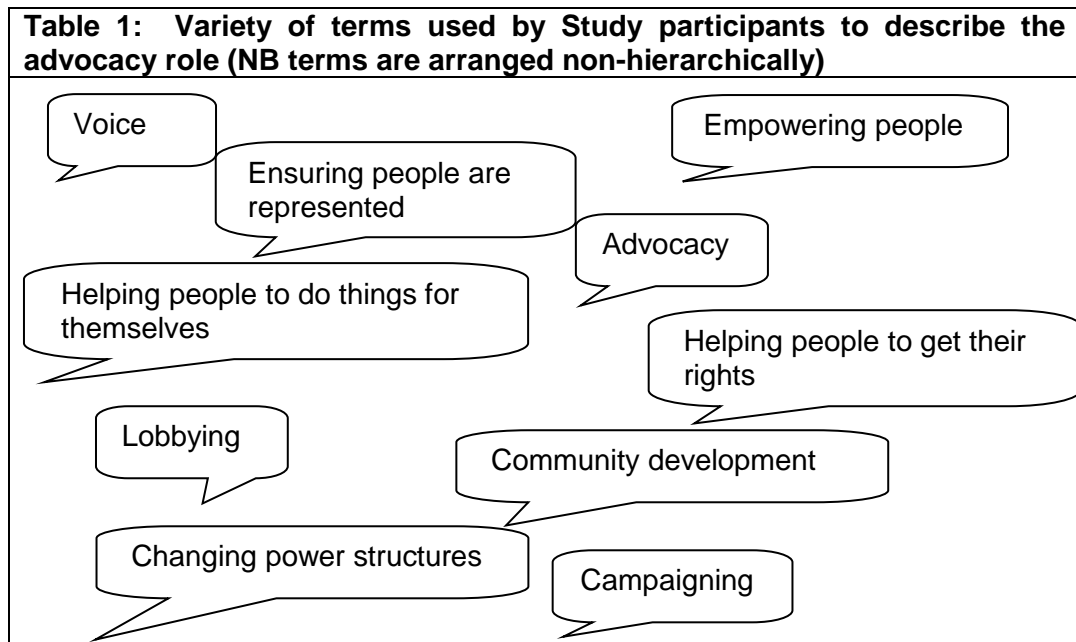 Table 1: Variety of terms used by Study participants to describe the
advocacy role (NB terms are arranged non-hierarchically)
Voice
Empowering people
Ensuring people are
represented
Advocacy
Helping people to do things for
themselves
Helping people to get their
rights
Lobbying
Community development
Changing power structures
Campaigning